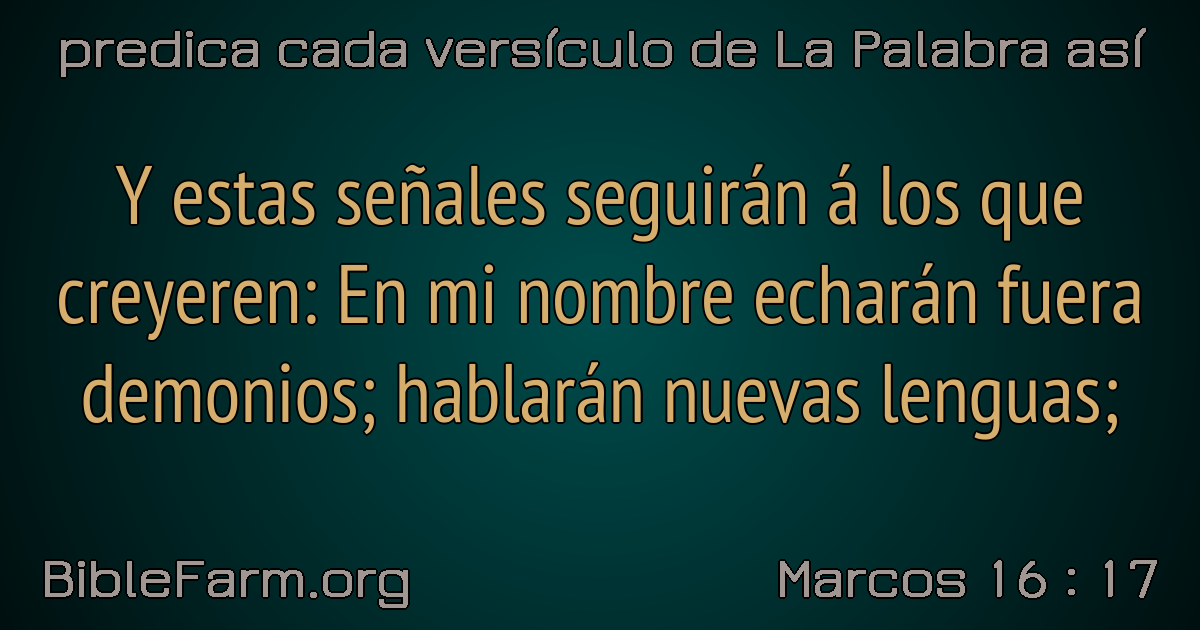 predica cada versículo de La Palabra así
Y estas señales seguirán á los que
creyeren: En mi nombre echarán fuera
demonios; hablarán nuevas lenguas;
BibleFarm.org
Marcos 16 : 17